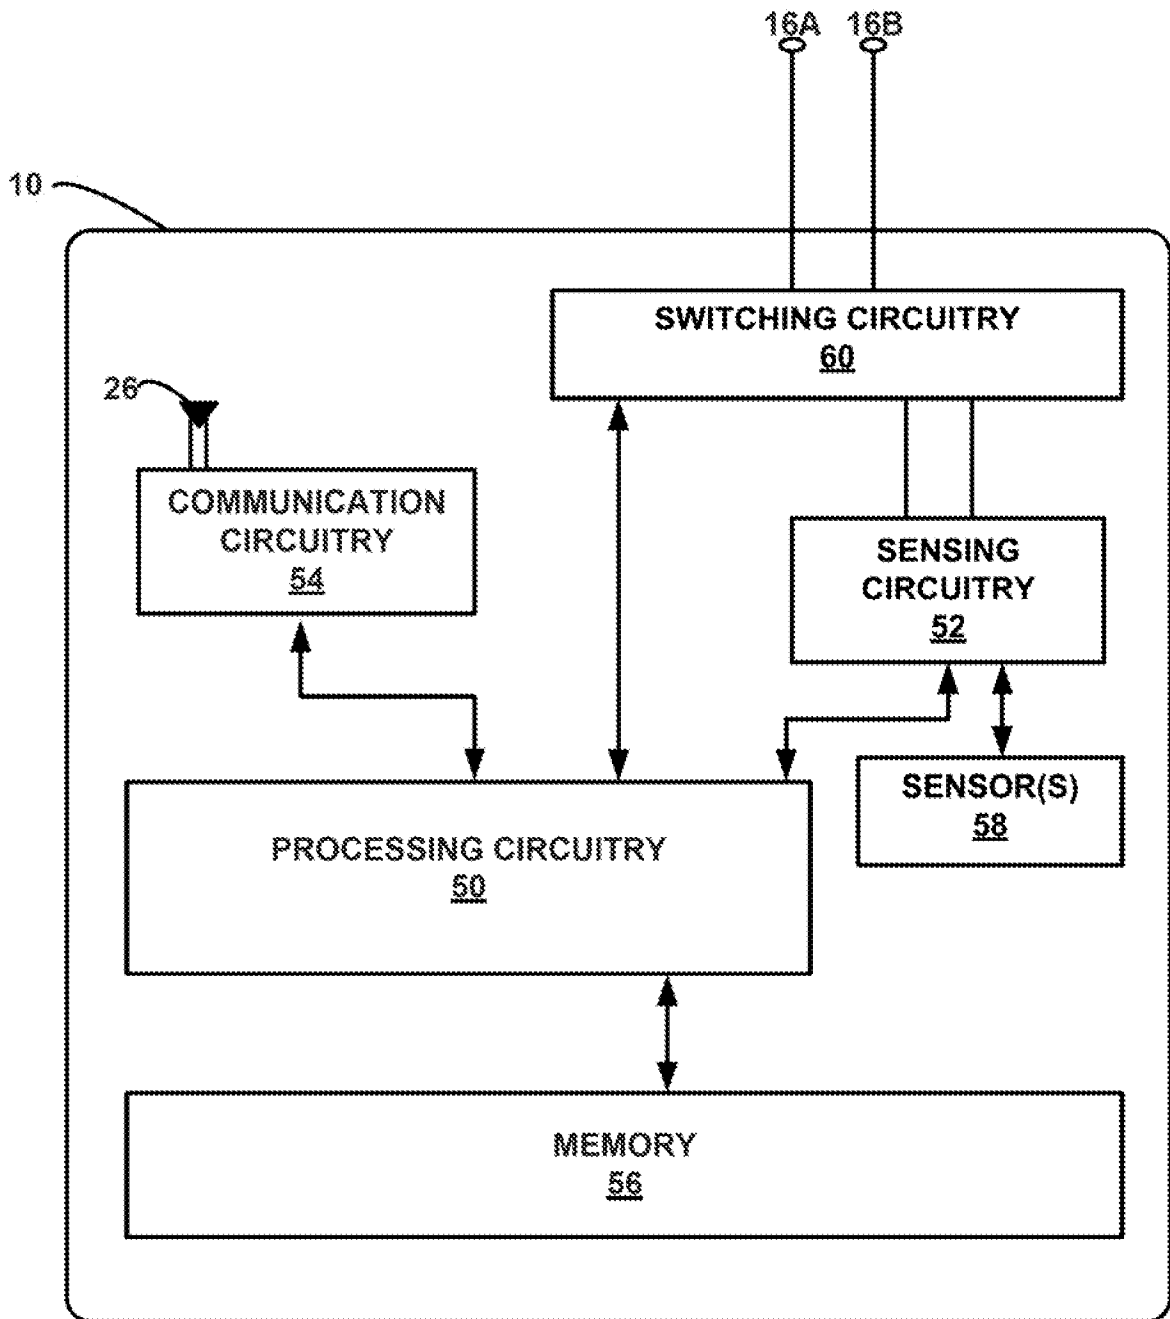 16A 16B
10
SWITCHING CIRCUITRY
60
26
COMMUNICATION
CIRCUITRY
54
SENSING
CIRCUITRY
52
SENSOR(S)
58
PROCESSING CIRCUITRY
50
MEMORY
56